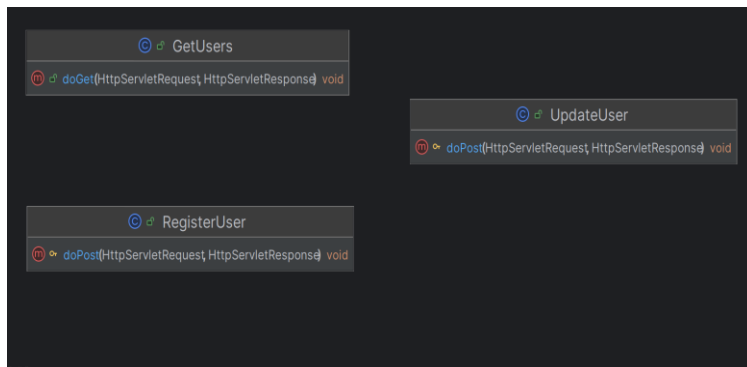 GetUsers
doGet(HttpServletRequest, HttpServletResponse) void
UpdateUser
doPost(HttpServletRequest, HttpServletResponse) void
RegisterUser
doPost(HttpServletRequest, HttpServletResponse) void